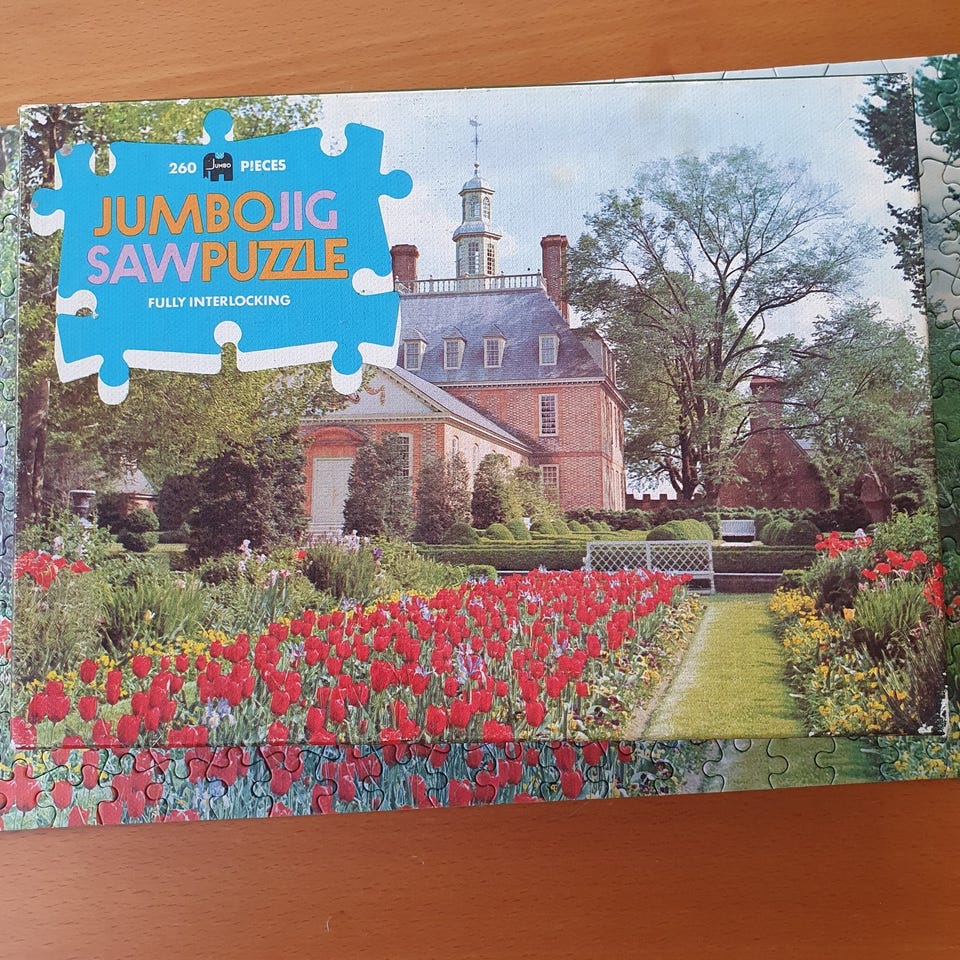 260 JUMBO PIECES
JUMBOJIG
SAWPUZZLE
FULLY INTERLOCKING